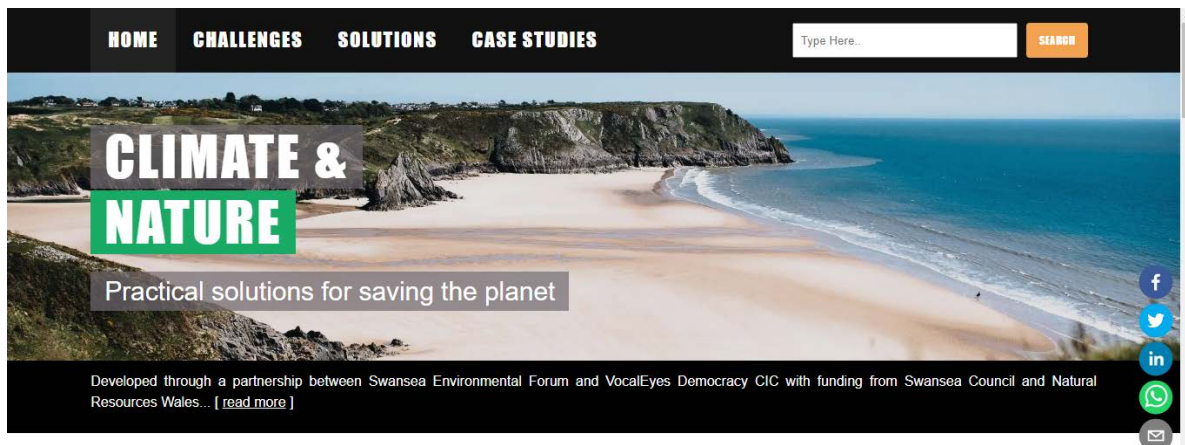 HOME CHALLENGES SOLUTIONS CASE STUDIES Type Here.. SEARCH
CLIMATE &
NATURE
Practical solutions for saving the planet
Developed through a partnership between Swansea Environmental Forum and VocalEyes Democracy CIC with funding from Swansea Council and Natural
Resources Wales... [ read more ]